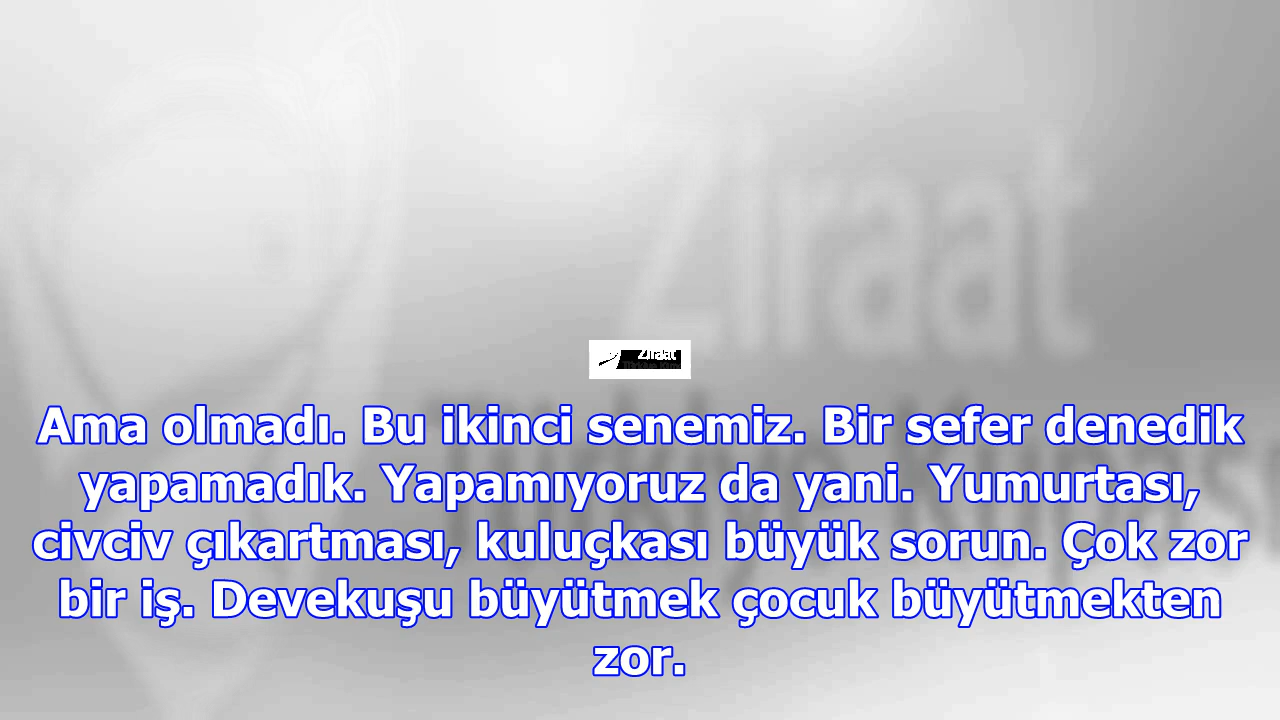 Ziraat
Ziraat
Ama olmadı. Bu ikinci senemiz. Bir sefer denedik
yapamadık. Yapamıyoruz da yani. Yumurtası,
civciv çıkartması, kuluçkası büyük sorun. Çok zor
bir iş. Devekuşu büyütmek çocuk büyütmekten
zor.